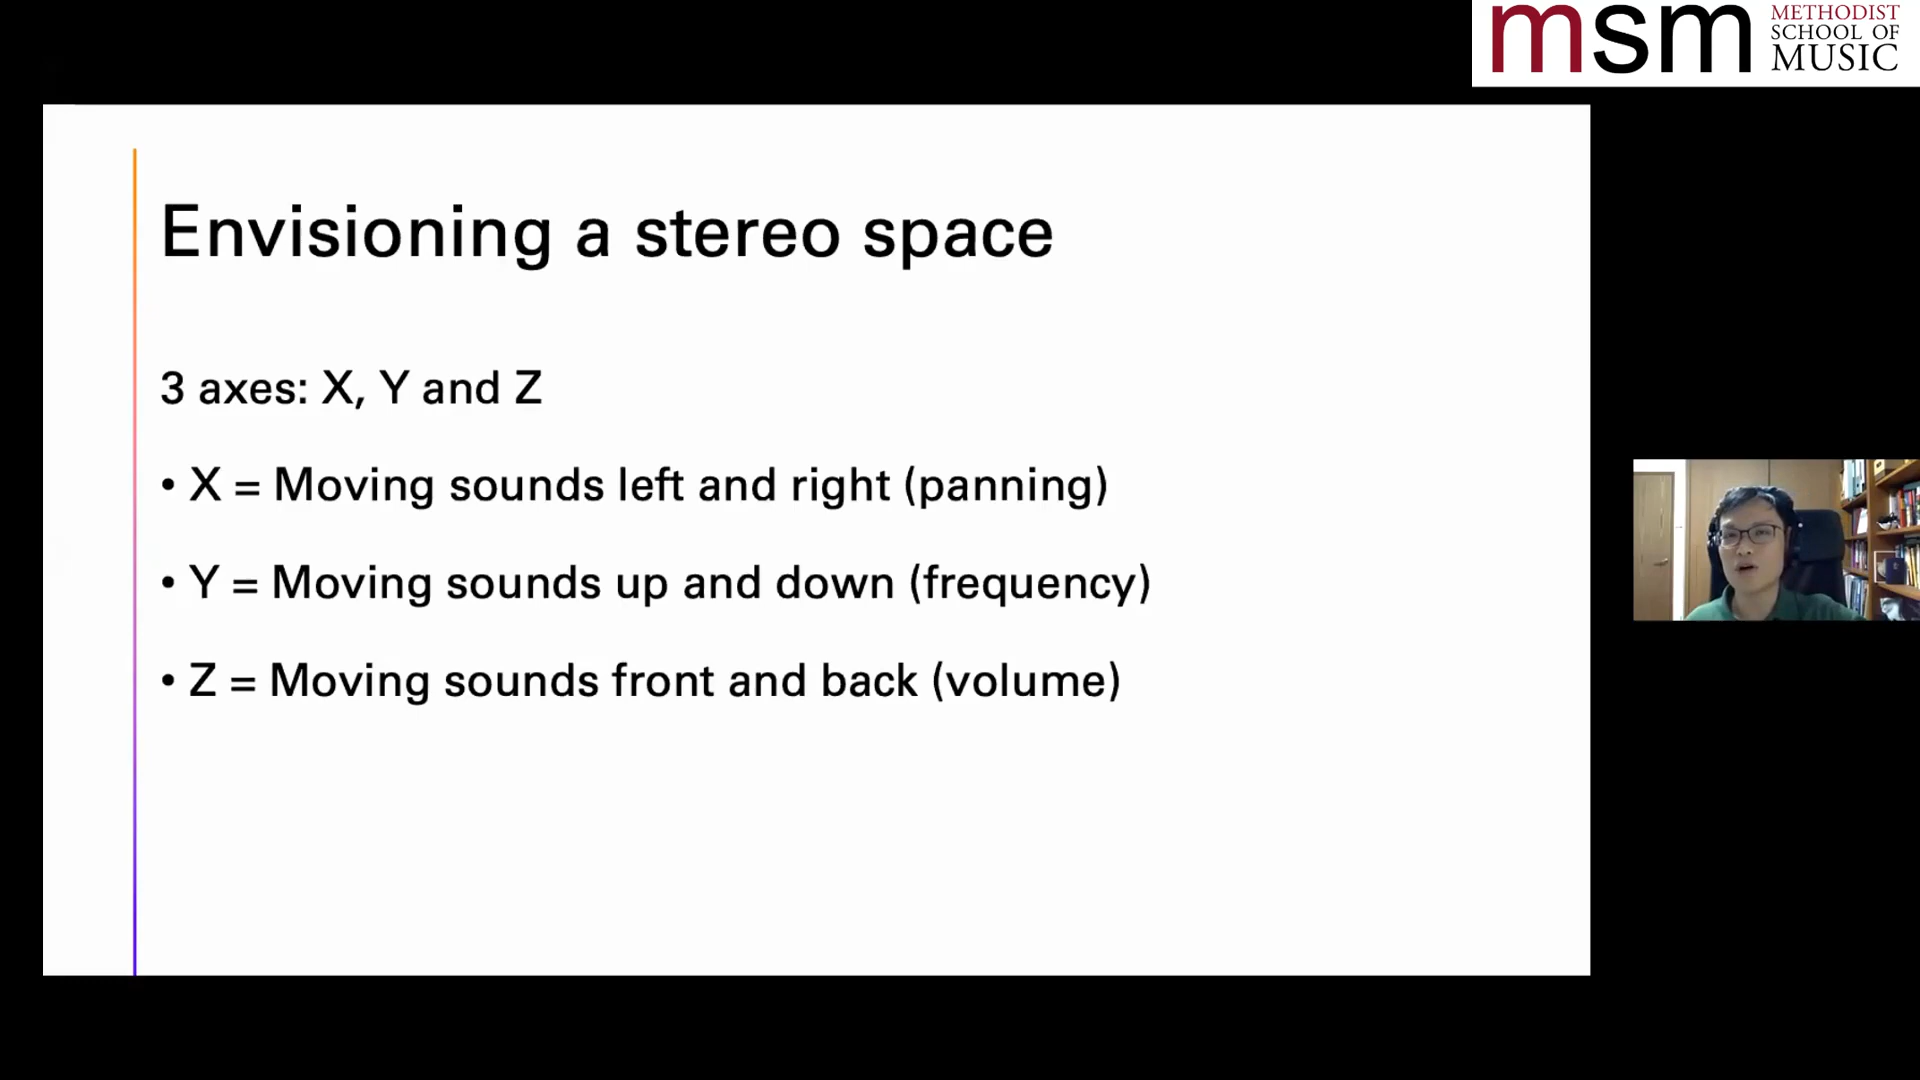 msm METHODIST
SCHOOL OF
MUSIC
Envisioning a stereo space
3 axes: X, Y and Z
• X = Moving sounds left and right (panning)
• Y = Moving sounds up and down (frequency)
• Z = Moving sounds front and back (volume)